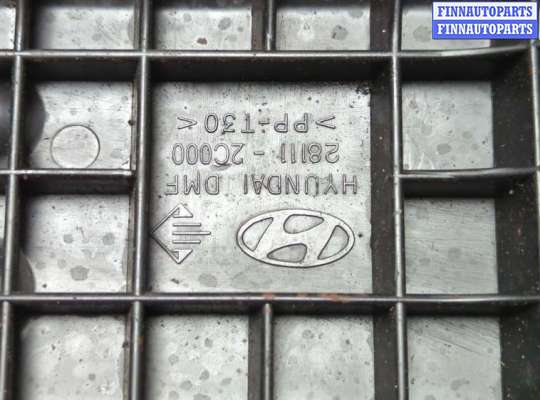 FINNAUTOPARTS
FINNAUTOPARTS
HYUNDAI DMF
28111-2C000
>PP-T30<